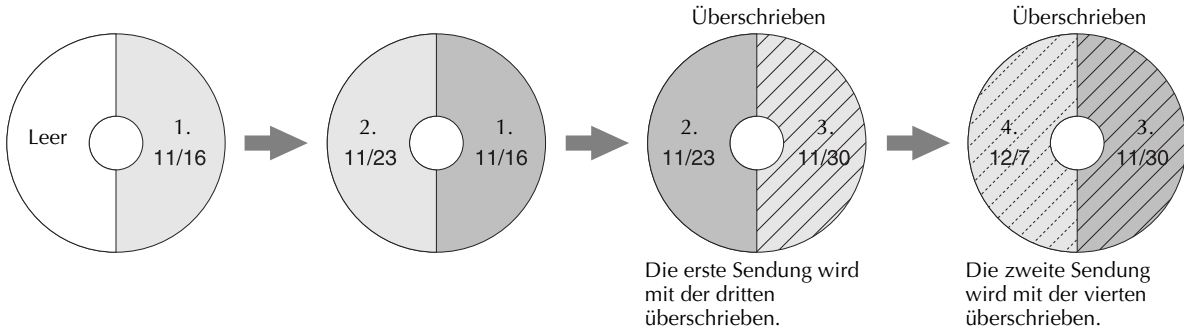 Leer
1.
11/16
2.
11/23
1.
11/16
Überschrieben
2.
11/23
3.
11/30
Die erste Sendung wird
mit der dritten
überschrieben.
Überschrieben
4.
12/7
3.
11/30
Die zweite Sendung
wird mit der vierten
überschrieben.